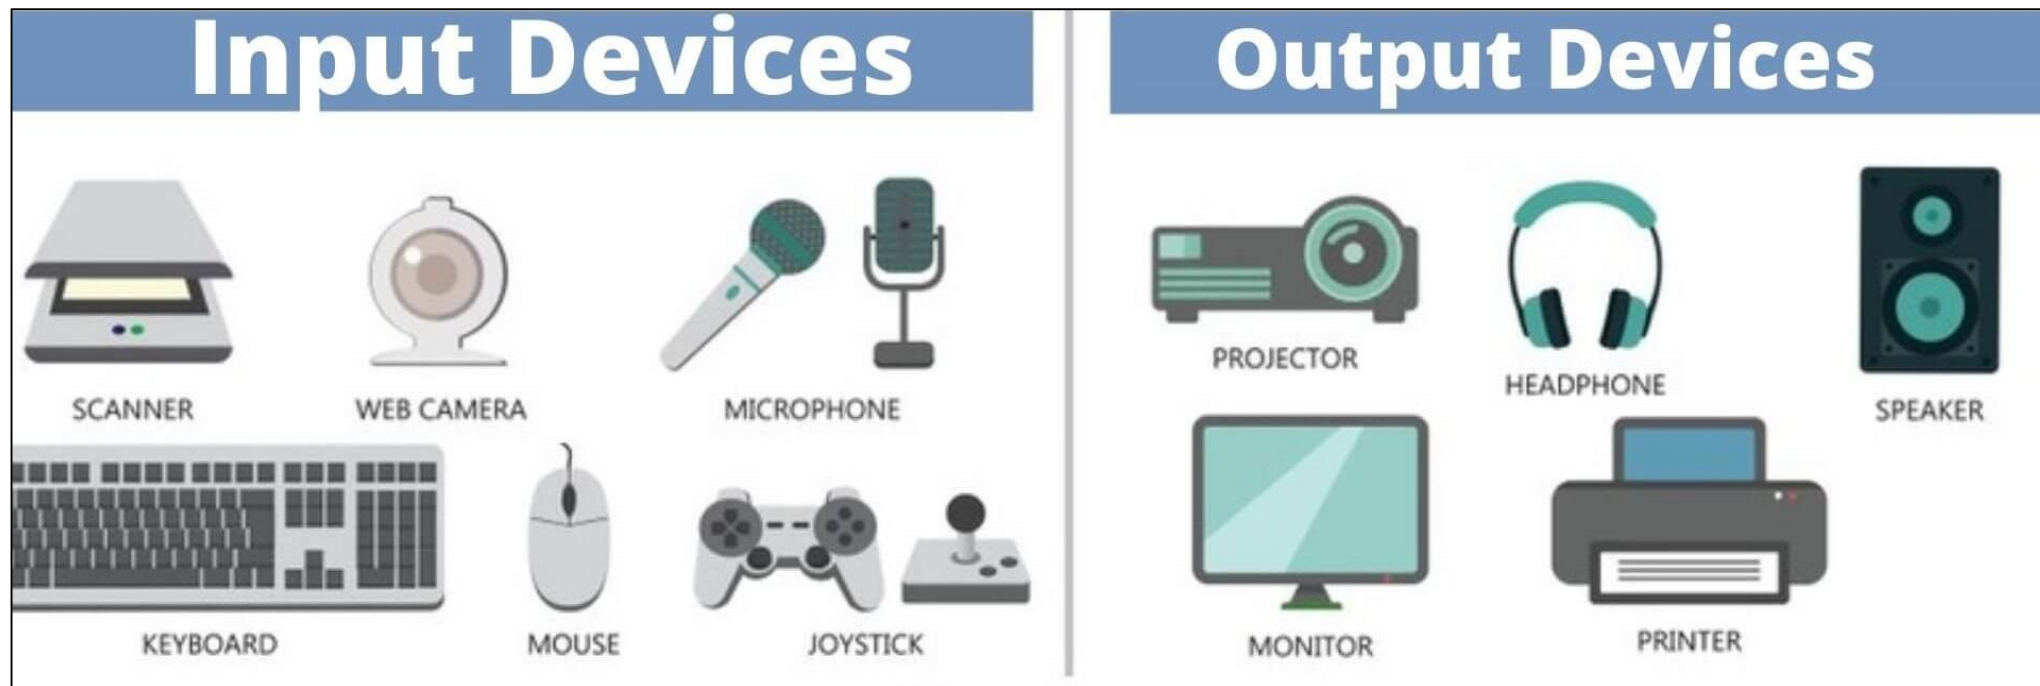 Input Devices
SCANNER
WEB CAMERA
MICROPHONE
KEYBOARD
MOUSE
JOYSTICK
Output Devices
PROJECTOR
HEADPHONE
SPEAKER
MONITOR
PRINTER